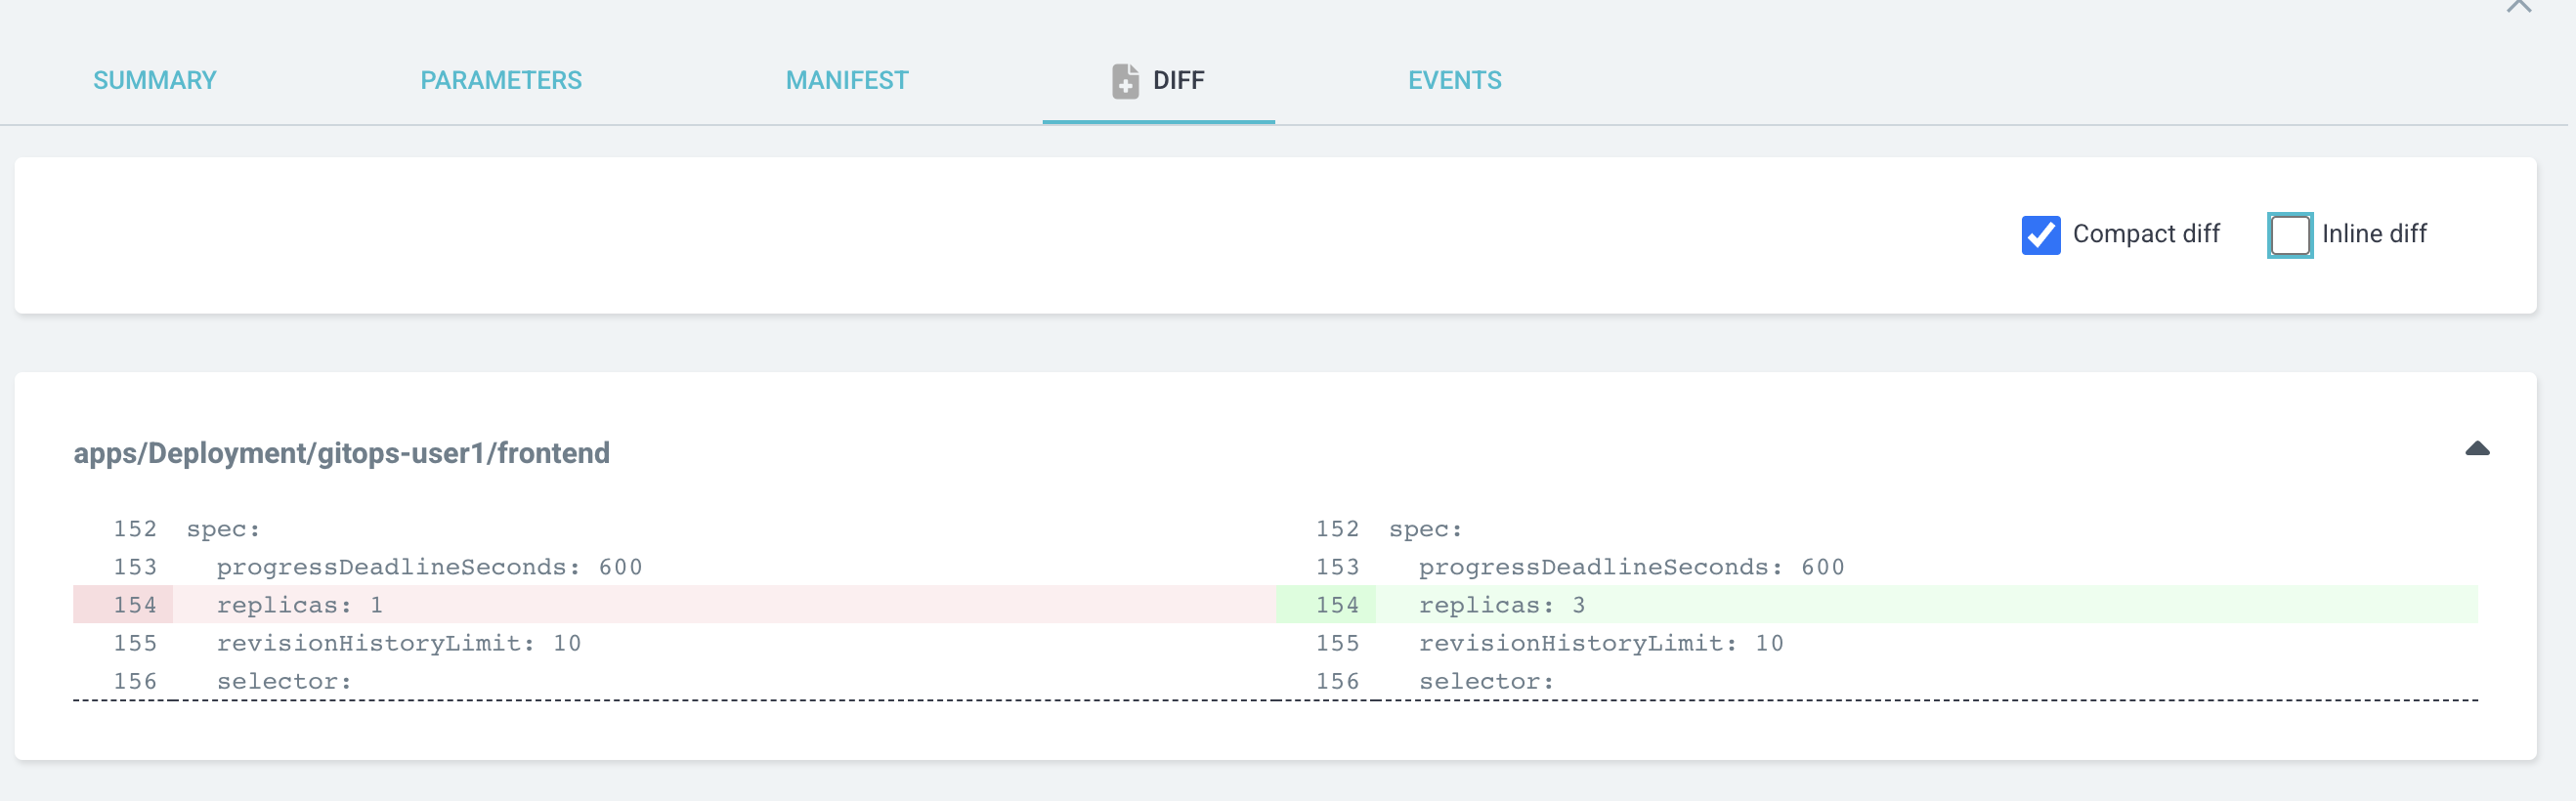 SUMMARY PARAMETERS MANIFEST DIFF EVENTS
Compact diff Inline diff
apps/Deployment/gitops-user1/frontend
152 spec: 152 spec:
153 progressDeadlineSeconds: 600 153 progressDeadlineSeconds: 600
154 replicas: 1 154 replicas: 3
155 revisionHistoryLimit: 10 155 revisionHistoryLimit: 10
156 selector: 156 selector: